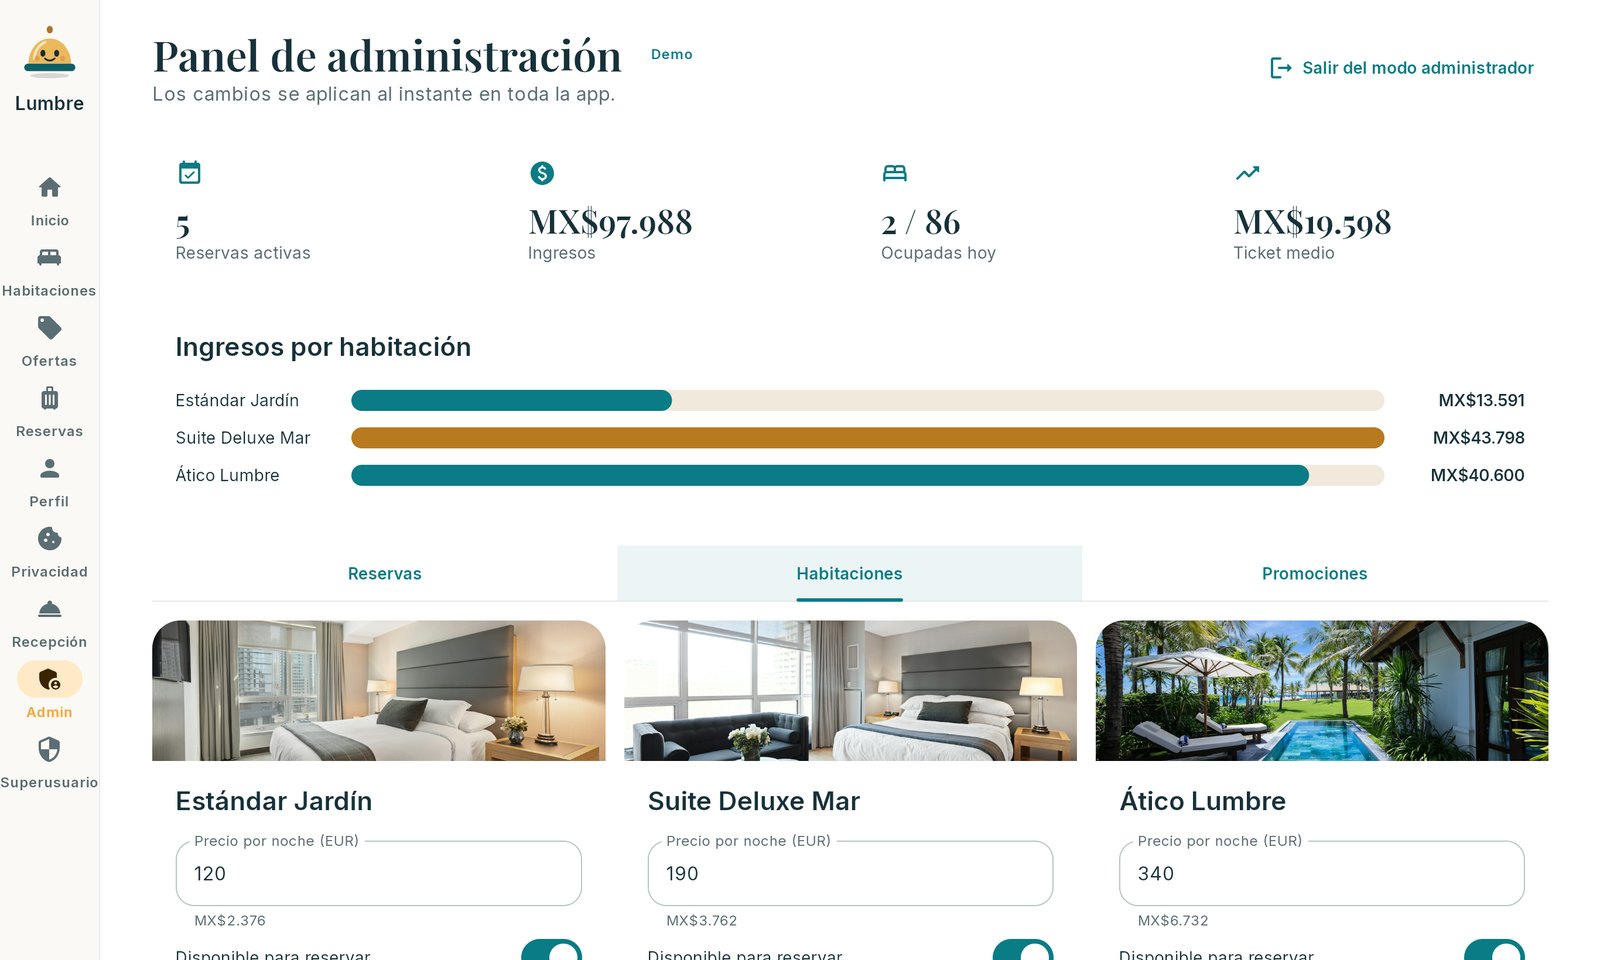 Lumbre
Inicio
Habitaciones
Ofertas
Reservas
Perfil
Privacidad
Recepción
Admin
Superusuario
Panel de administración
Demo
Los cambios se aplican al instante en toda la app.
Salir del modo administrador
5
Reservas activas
MX$97.988
Ingresos
2 / 86
Ocupadas hoy
MX$19.598
Ticket medio
Ingresos por habitación
Estándar Jardín MX$13.591
Suite Deluxe Mar MX$43.798
Ático Lumbre MX$40.600
Reservas Habitaciones Promociones
Estándar Jardín
Precio por noche (EUR)
120
MX$2.376
Disponible para reservar
Suite Deluxe Mar
Precio por noche (EUR)
190
MX$3.762
Disponible para reservar
Ático Lumbre
Precio por noche (EUR)
340
MX$6.732
Disponible para reservar